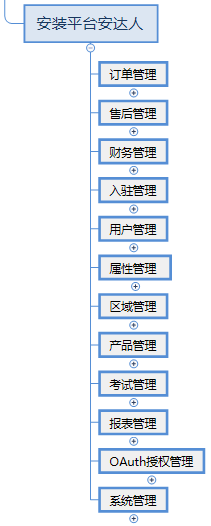 安装平台安达人
订单管理
售后管理
财务管理
入驻管理
用户管理
属性管理
区域管理
产品管理
考试管理
报表管理
OAuth授权管理
系统管理